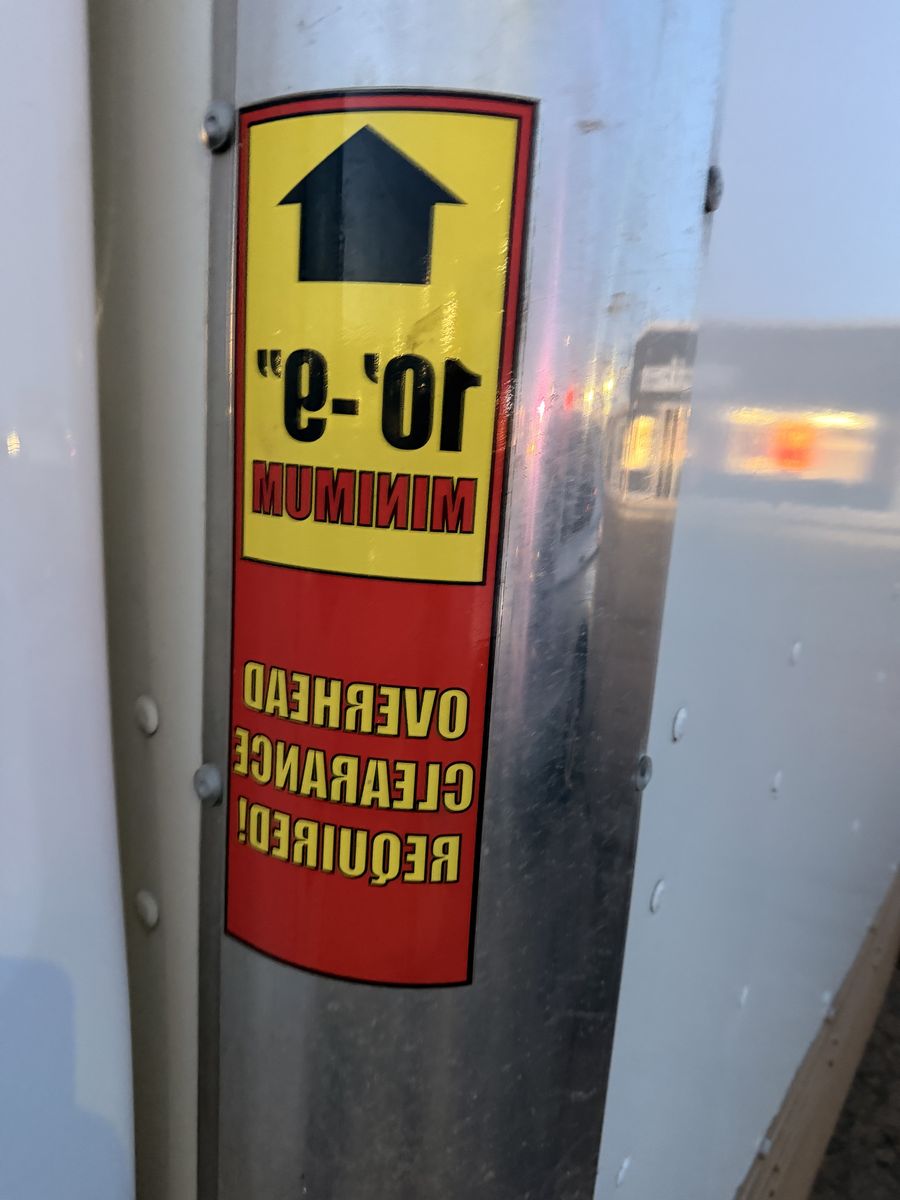 10'-9"
MINIMUM
OVERHEAD
CLEARANCE
REQUIRED!